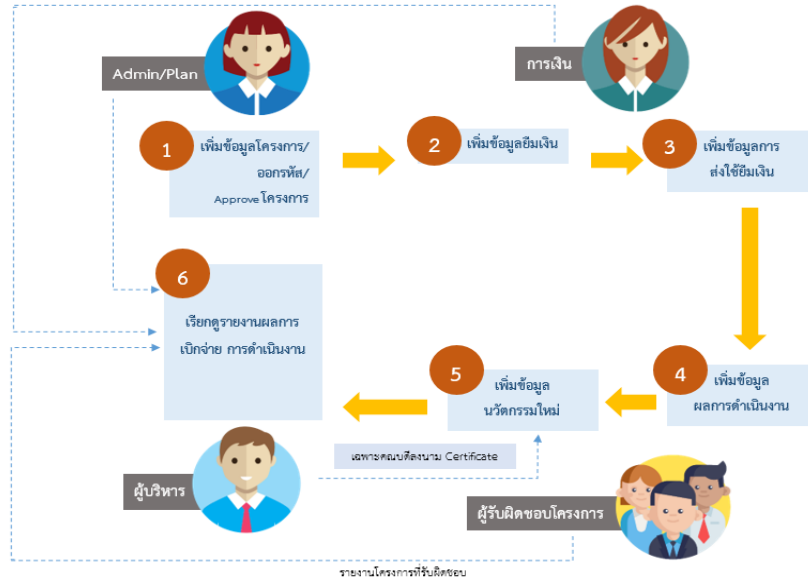 Admin/Plan
การเงิน
1
เพิ่มข้อมูลโครงการ/
ออกรหัส/
Approve โครงการ
2
เพิ่มข้อมูลยืมเงิน
3
เพิ่มข้อมูลการ
ส่งใช้ยืมเงิน
6
เรียกดูรายงานผลการ
เบิกจ่าย การดำเนินงาน
5
เพิ่มข้อมูล
นวัตกรรมใหม่
4
เพิ่มข้อมูล
ผลการดำเนินงาน
เฉพาะคณบดีลงนาม Certificate
ผู้บริหาร
ผู้รับผิดชอบโครงการ
รายงานโครงการที่รับผิดชอบ